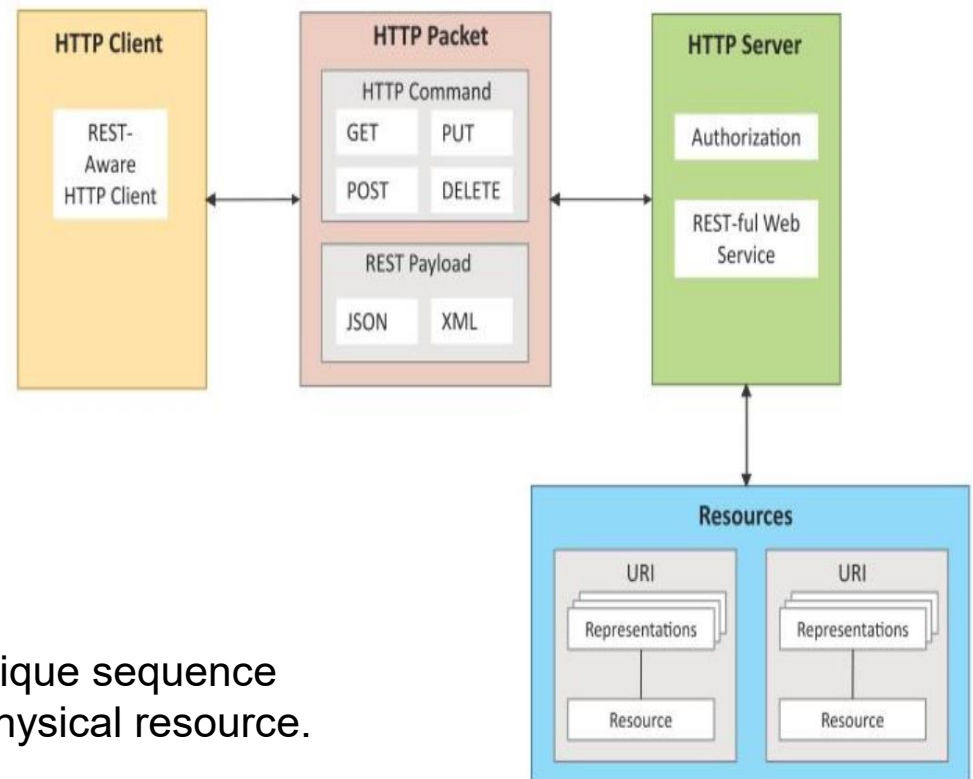 HTTP Client
REST-
Aware
HTTP Client
HTTP Packet
HTTP Command
GET
PUT
POST
DELETE
REST Payload
JSON
XML
HTTP Server
Authorization
REST-ful Web
Service
Resources
URI
Representations
Resource
URI
Representations
Resource
ique sequence
hysical resource.